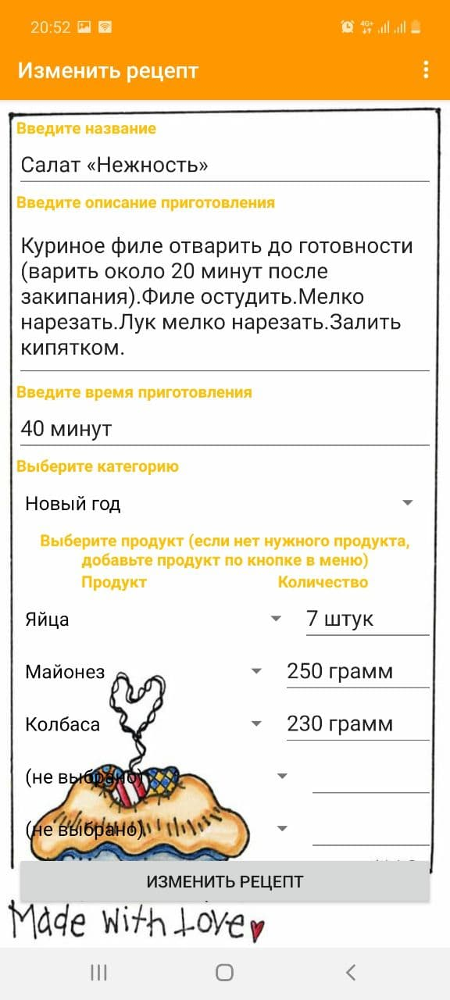 20:52
4G+
Изменить рецепт
Введите название
Салат «Нежность»
Введите описание приготовления
Куриное филе отварить до готовности
(варить около 20 минут после
закипания).Филе остудить.Мелко
нарезать.Лук мелко нарезать.Залить
кипятком.
Введите время приготовления
40 минут
Выберите категорию
Новый год
Выберите продукт (если нет нужного продукта,
добавьте продукт по кнопке в меню)
Продукт Количество
Яйца 7 штук
Майонез 250 грамм
Колбаса 230 грамм
(не выбрано)
(не выбрано)
ИЗМЕНИТЬ РЕЦЕПТ
Made with Love